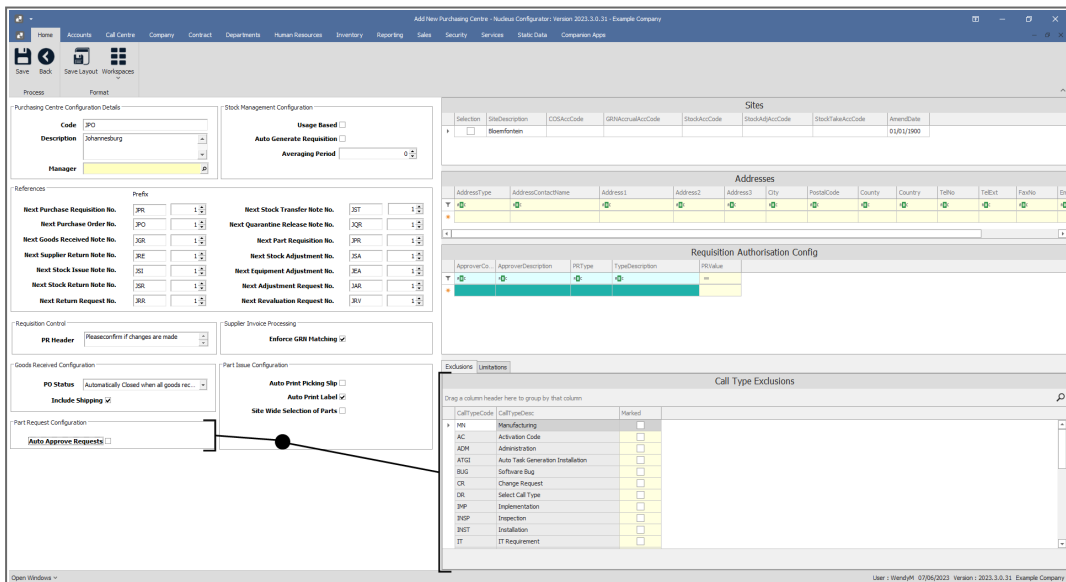 Add New Purchasing Centre - Nucleus Configurator: Version 2023.3.0.31 - Example Company
Home Accounts Call Centre Company Contract Departments Human Resources Inventory Reporting Sales Security Services Static Data Companion Apps
Save Back Save Layout Workspaces
Process Format
Purchasing Centre Configuration Details
Code JPO
Description Johannesburg
Manager
Stock Management Configuration
Usage Based
Auto Generate Requisition
Averaging Period 0
References
Prefix
Next Purchase Requisition No. JPR 1
Next Purchase Order No. JPO 1
Next Goods Received Note No. JGR 1
Next Supplier Return Note No. JRE 1
Next Stock Issue Note No. JSI 1
Next Stock Return Note No. JSR 1
Next Return Request No. JRR 1
Next Stock Transfer Note No. JST 1
Next Quarantine Release Note No. JQR 1
Next Part Requisition No. JPR 1
Next Stock Adjustment No. JSA 1
Next Equipment Adjustment No. JEA 1
Next Adjustment Request No. JAR 1
Next Revaluation Request No. JRV 1
Requisition Control
PR Header Pleaseconfirm if changes are made
Supplier Invoice Processing
Enforce GRN Matching
Goods Received Configuration
PO Status Automatically Closed when all goods rec...
Include Shipping
Part Issue Configuration
Auto Print Picking Slip
Auto Print Label
Site Wide Selection of Parts
Part Request Configuration
Auto Approve Requests
Sites
Selection SiteDescription COSAccCode GRNAccrualAccCode StockAccCode StockAdjAccCode StockTakeAccCode AmendDate
Bloemfontein 01/01/1900
Addresses
AddressType AddressContactName Address1 Address2 Address3 City PostalCode County Country TelNo TelExt FaxNo Em
Requisition Authorisation Config
ApproverCo... ApproverDescription PRType TypeDescription PRValue
Exclusions Limitations
Call Type Exclusions
Drag a column header here to group by that column
CallTypeCode CallTypeDesc Marked
MN Manufacturing
AC Activation Code
ADM Administration
ATGI Auto Task Generation Installation
BUG Software Bug
CR Change Request
DR Select Call Type
IMP Implementation
INSP Inspection
INST Installation
IT IT Requirement
Open Windows
User : WendyM 07/06/2023 Version : 2023.3.0.31 Example Company